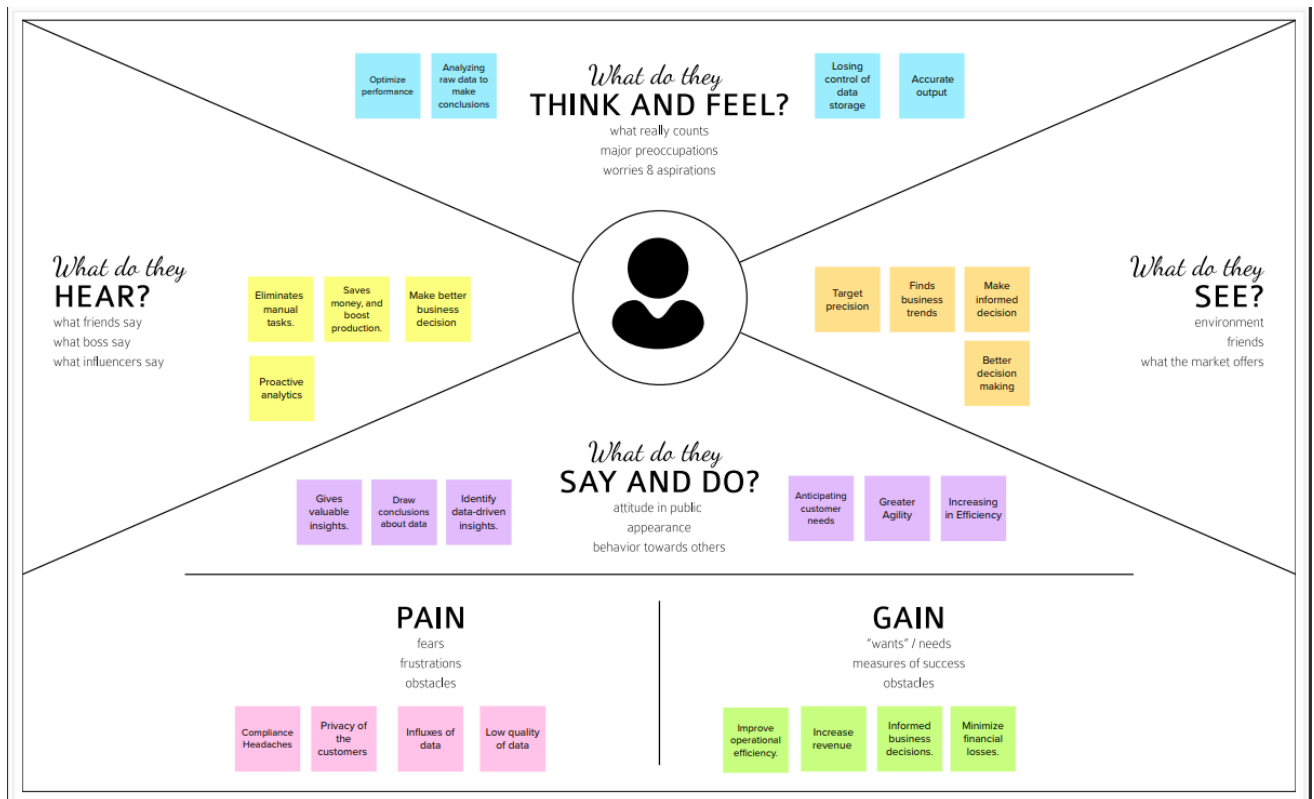 What do they
THINK AND FEEL?
what really counts
major preoccupations
worries & aspirations
Optimize
performance
Analyzing
raw data to
make
conclusions
Losing
control of
data
storage
Accurate
output
What do they
HEAR?
what friends say
what boss say
what influencers say
Eliminates
manual
tasks.
Saves
money, and
boost
production.
Make better
business
decision
Proactive
analytics
What do they
SEE?
environment
friends
what the market offers
Target
precision
Finds
business
trends
Make
informed
decision
Better
decision
making
What do they
SAY AND DO?
attitude in public
appearance
behavior towards others
Gives
valuable
insights.
Draw
conclusions
about data
Identify
data-driven
insights.
Anticipating
customer
needs
Greater
Agility
Increasing
in Efficiency
PAIN
fears
frustrations
obstacles
Compliance
Headaches
Privacy of
the
customers
Influxes of
data
Low quality
of data
GAIN
"wants" / needs
measures of success
obstacles
Improve
operational
efficiency.
Increase
revenue
Informed
business
decisions.
Minimize
financial
losses.